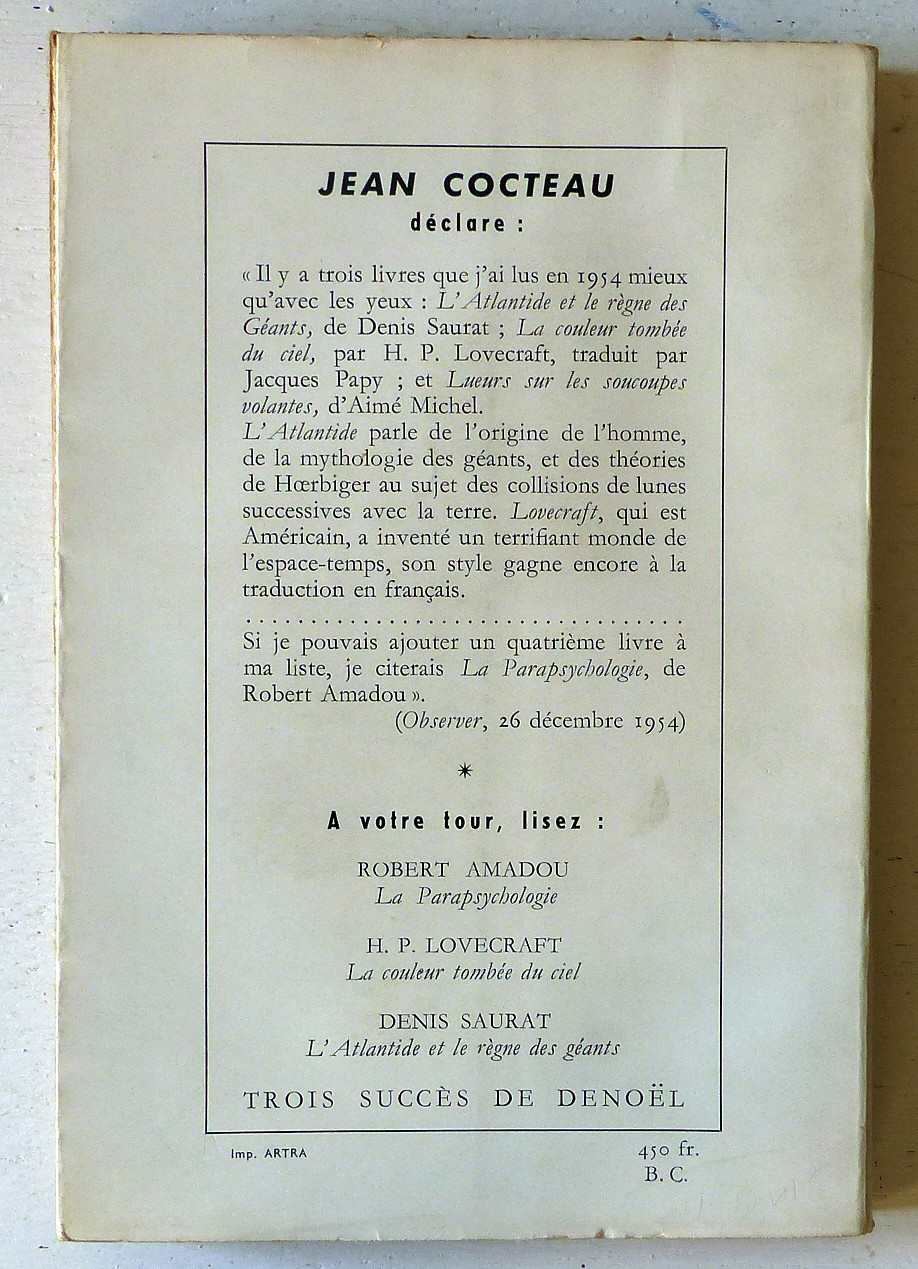 JEAN COCTEAU
déclare :
« Il y a trois livres que j'ai lus en 1954 mieux
qu'avec les yeux : L'Atlantide et le règne des
Géants, de Denis Saurat ; La couleur tombée
du ciel, par H. P. Lovecraft, traduit par
Jacques Papy ; et Lueurs sur les soucoupes
volantes, d'Aimé Michel.
L'Atlantide parle de l'origine de l'homme,
de la mythologie des géants, et des théories
de Hœrbiger au sujet des collisions de lunes
successives avec la terre. Lovecraft, qui est
Américain, a inventé un terrifiant monde de
l'espace-temps, son style gagne encore à la
traduction en français.
. . . . . . . . . . . . . . . . . . . . . . . . . . . . . . . . . .
Si je pouvais ajouter un quatrième livre à
ma liste, je citerais La Parapsychologie, de
Robert Amadou ».
(Observer, 26 décembre 1954)
A votre tour, lisez :
ROBERT AMADOU
La Parapsychologie
H. P. LOVECRAFT
La couleur tombée du ciel
DENIS SAURAT
L'Atlantide et le règne des géants
TROIS SUCCÈS DE DENOËL
Imp. ARTRA
450 fr.
B. C.